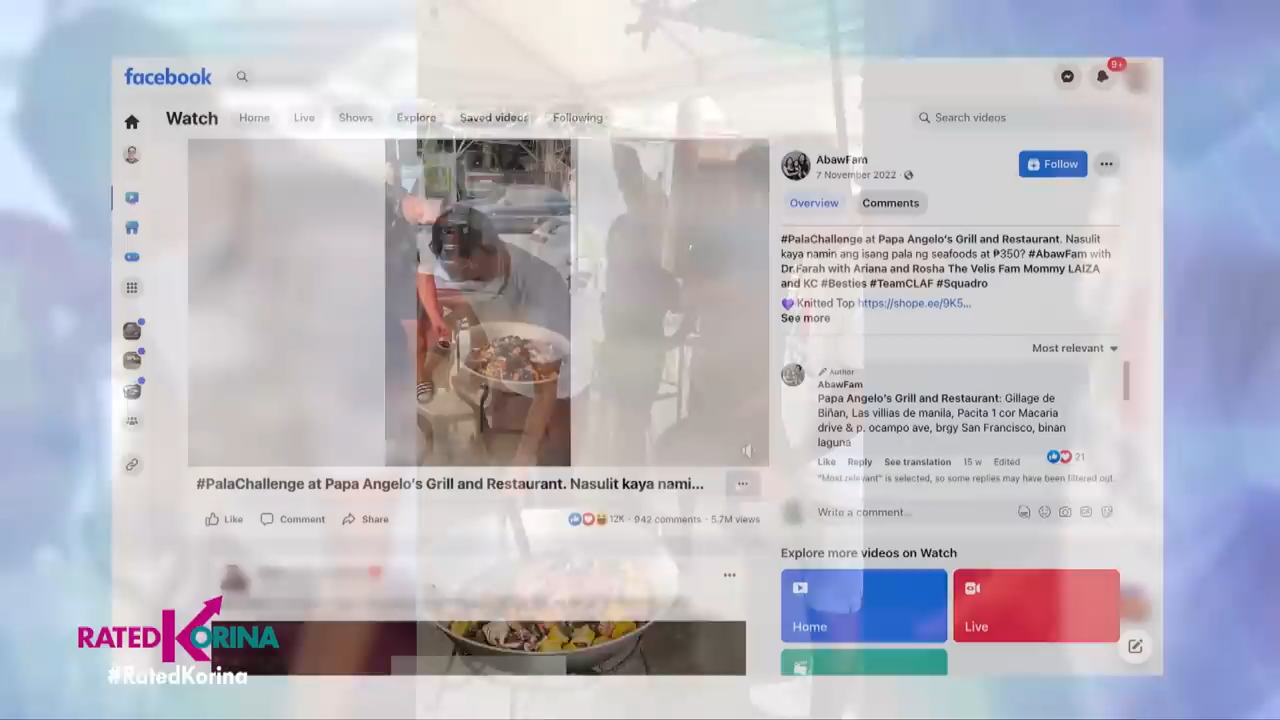 facebook
9+
Watch
Home
Live
Shows
Explore
Saved videos
Following
Search videos
AbawFam
7 November 2022
Follow
Overview
Comments
#PalaChallenge at Papa Angelo's Grill and Restaurant. Nasulit
kaya namin ang isang pala ng seafoods at ₱350? #AbawFam with
Dr.Farah with Ariana and Rosha The Velis Fam Mommy LAIZA
and KC #Besties #TeamCLAF #Squadro
Knitted Top https://shope.ee/9K5...
See more
Most relevant
Author
AbawFam
Papa Angelo's Grill and Restaurant: Gillage de
Biñan, Las villias de manila, Pacita 1 cor Macaria
drive & p. ocampo ave, brgy San Francisco, binan
laguna
Like Reply See translation 15 w Edited 21
"Most relevant" is selected, so some replies may have been filtered out.
Write a comment...
#PalaChallenge at Papa Angelo's Grill and Restaurant. Nasulit kaya nami...
Like Comment Share 12K · 942 comments · 5.7M views
Explore more videos on Watch
Home
Live
RATED KORINA
#RatedKorina